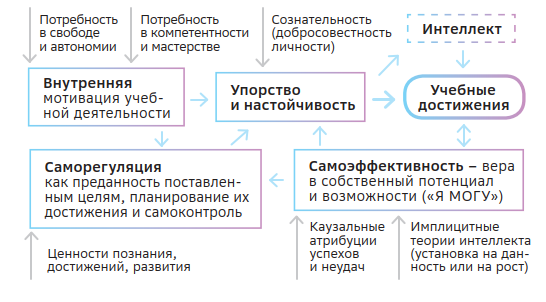 Потребность
в свободе
и автономии
Потребность
в компетентности
и мастерстве
Сознательность
(добросовестность
личности)
Интеллект
Внутренняя
мотивация учеб-
ной деятельности
Упорство
и настойчивость
Учебные
достижения
Саморегуляция
как преданность поставлен-
ным целям, планирование их
достижения и самоконтроль
Самоэффективность – вера
в собственный потенциал
и возможности («Я МОГУ»)
Ценности познания,
достижений, развития
Каузальные
атрибуции
успехов
и неудач
Имплицитные
теории интеллекта
(установка на дан-
ность или на рост)